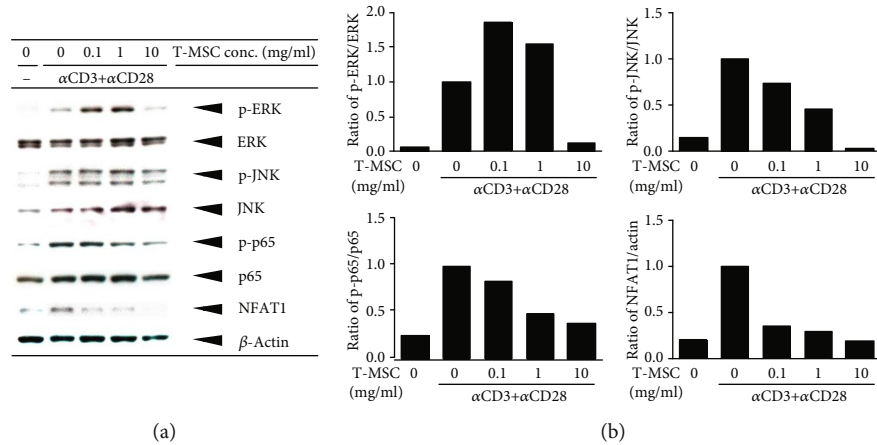 0 0 0.1 1 10 T-MSC conc. (mg/ml)
– αCD3+αCD28
p-ERK
ERK
p-JNK
JNK
p-p65
p65
NFAT1
β-Actin
(a)
Ratio of p-ERK/ERK
2.0
1.5
1.0
0.5
0.0
T-MSC 0 0 0.1 1 10
(mg/ml) αCD3+αCD28
Ratio of p-JNK/JNK
1.5
1.0
0.5
0.0
T-MSC 0 0 0.1 1 10
(mg/ml) αCD3+αCD28
Ratio of p-p65/p65
1.5
1.0
0.5
0.0
T-MSC 0 0 0.1 1 10
(mg/ml) αCD3+αCD28
Ratio of NFAT1/actin
1.5
1.0
0.5
0.0
T-MSC 0 0 0.1 1 10
(mg/ml) αCD3+αCD28
(b)